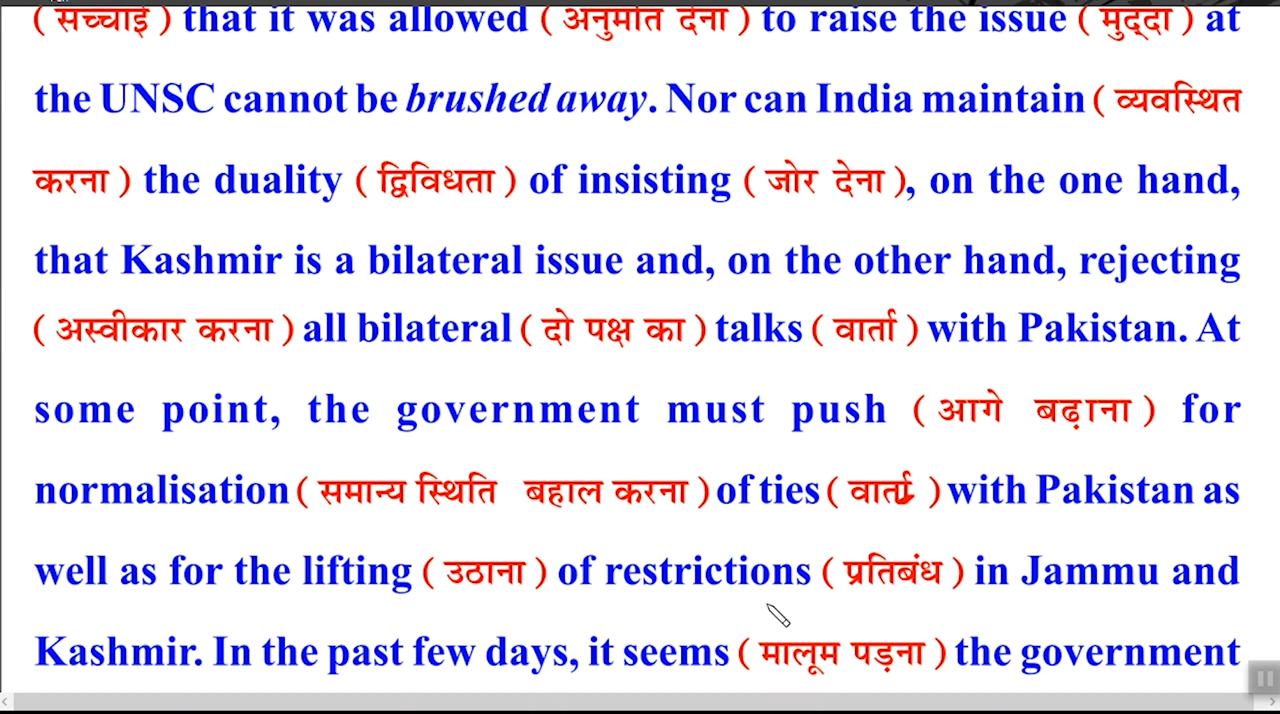 ( सच्चाई ) that it was allowed ( अनुमति देना ) to raise the issue ( मुद्दा ) at
the UNSC cannot be brushed away. Nor can India maintain ( व्यवस्थित
करना ) the duality ( द्विविधता ) of insisting ( जोर देना ), on the one hand,
that Kashmir is a bilateral issue and, on the other hand, rejecting
( अस्वीकार करना ) all bilateral ( दो पक्ष का ) talks ( वार्ता ) with Pakistan. At
some point, the government must push ( आगे बढ़ाना ) for
normalisation ( समान्य स्थिति बहाल करना ) of ties ( वार्ता ) with Pakistan as
well as for the lifting ( उठाना ) of restrictions ( प्रतिबंध ) in Jammu and
Kashmir. In the past few days, it seems ( मालूम पड़ना ) the government